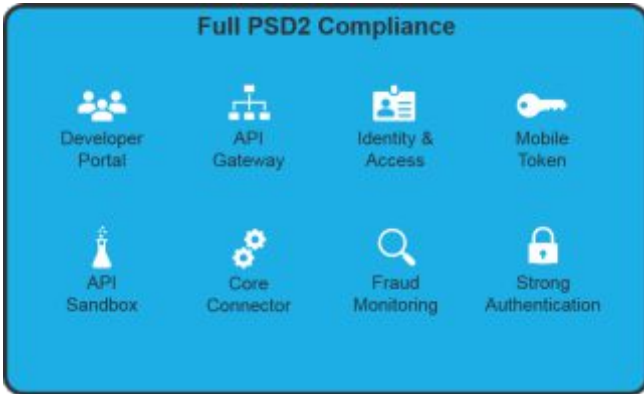 Full PSD2 Compliance
Developer
Portal
API
Gateway
Identity &
Access
Mobile
Token
API
Sandbox
Core
Connector
Fraud
Monitoring
Strong
Authentication